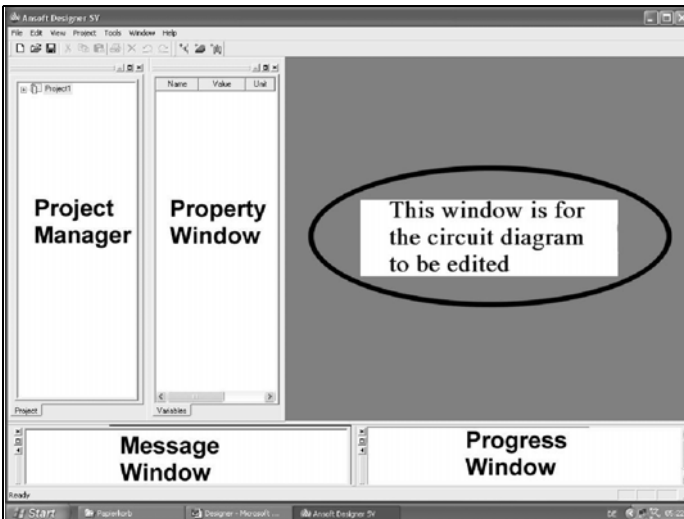 Ansoft Designer SV
File Edit View Project Tools Window Help
Project1
Name Value Unit
Project
Manager
Property
Window
This window is for
the circuit diagram
to be edited
Project
Variables
Message
Window
Progress
Window
Ready
Start Papierkorb Designer - Microsoft ... Ansoft Designer SV DE